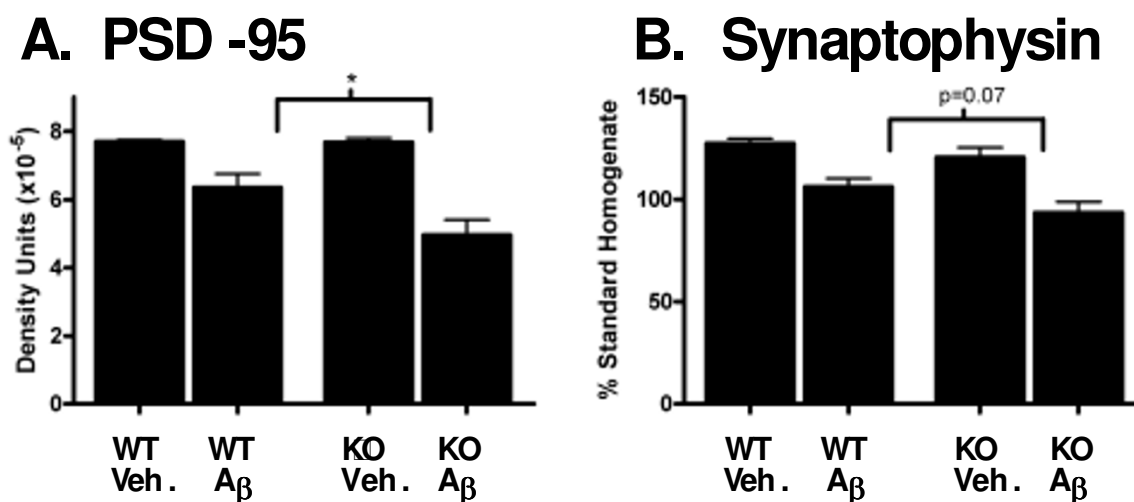 A. PSD -95
*
Density Units (x10⁻⁵)
8
6
4
2
0
WT WT KO KO
Veh. Aβ Veh. Aβ
B. Synaptophysin
p=0.07
% Standard Homogenate
150
100
50
0
WT WT KO KO
Veh. Aβ Veh. Aβ